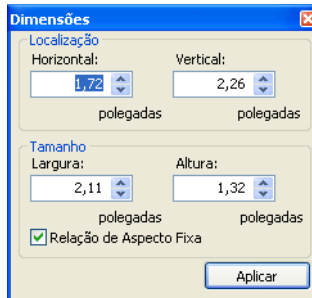 Dimensões
Localização
Horizontal: Vertical:
1,72 2,26
polegadas polegadas
Tamanho
Largura: Altura:
2,11 1,32
polegadas polegadas
Relação de Aspecto Fixa
Aplicar